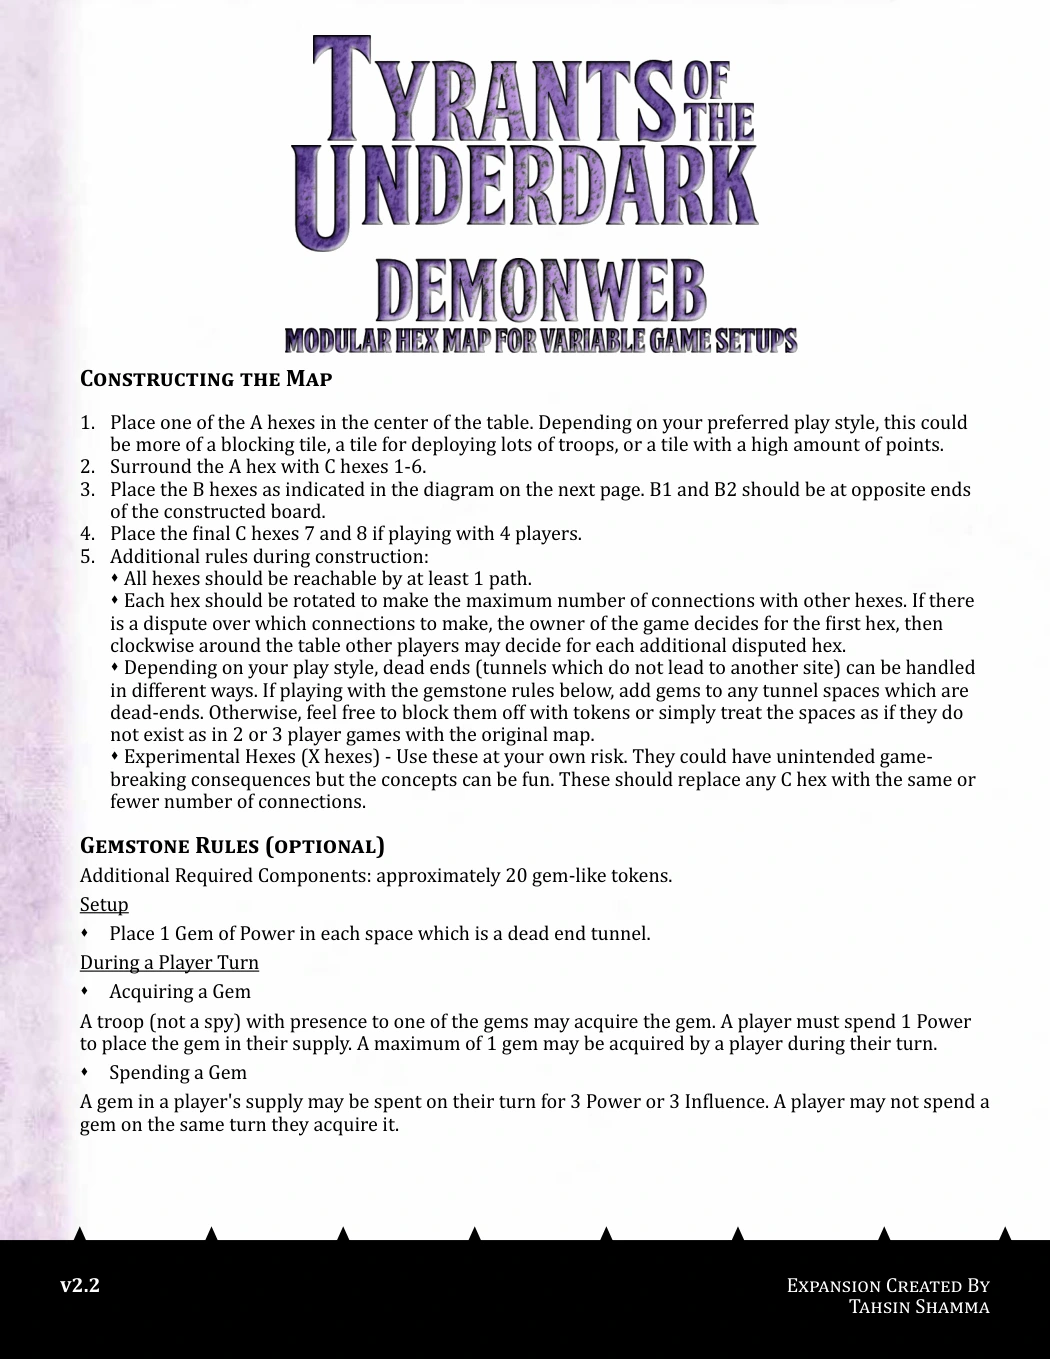 TYRANTS OF THE
UNDERDARK
DEMONWEB
MODULAR HEX MAP FOR VARIABLE GAME SETUPS
Constructing the Map
1. Place one of the A hexes in the center of the table. Depending on your preferred play style, this could
be more of a blocking tile, a tile for deploying lots of troops, or a tile with a high amount of points.
2. Surround the A hex with C hexes 1-6.
3. Place the B hexes as indicated in the diagram on the next page. B1 and B2 should be at opposite ends
of the constructed board.
4. Place the final C hexes 7 and 8 if playing with 4 players.
5. Additional rules during construction:
⬧ All hexes should be reachable by at least 1 path.
⬧ Each hex should be rotated to make the maximum number of connections with other hexes. If there
is a dispute over which connections to make, the owner of the game decides for the first hex, then
clockwise around the table other players may decide for each additional disputed hex.
⬧ Depending on your play style, dead ends (tunnels which do not lead to another site) can be handled
in different ways. If playing with the gemstone rules below, add gems to any tunnel spaces which are
dead-ends. Otherwise, feel free to block them off with tokens or simply treat the spaces as if they do
not exist as in 2 or 3 player games with the original map.
⬧ Experimental Hexes (X hexes) - Use these at your own risk. They could have unintended game-
breaking consequences but the concepts can be fun. These should replace any C hex with the same or
fewer number of connections.
Gemstone Rules (optional)
Additional Required Components: approximately 20 gem-like tokens.
Setup
⬧ Place 1 Gem of Power in each space which is a dead end tunnel.
During a Player Turn
⬧ Acquiring a Gem
A troop (not a spy) with presence to one of the gems may acquire the gem. A player must spend 1 Power
to place the gem in their supply. A maximum of 1 gem may be acquired by a player during their turn.
⬧ Spending a Gem
A gem in a player's supply may be spent on their turn for 3 Power or 3 Influence. A player may not spend a
gem on the same turn they acquire it.
v2.2
Expansion Created By
Tahsin Shamma